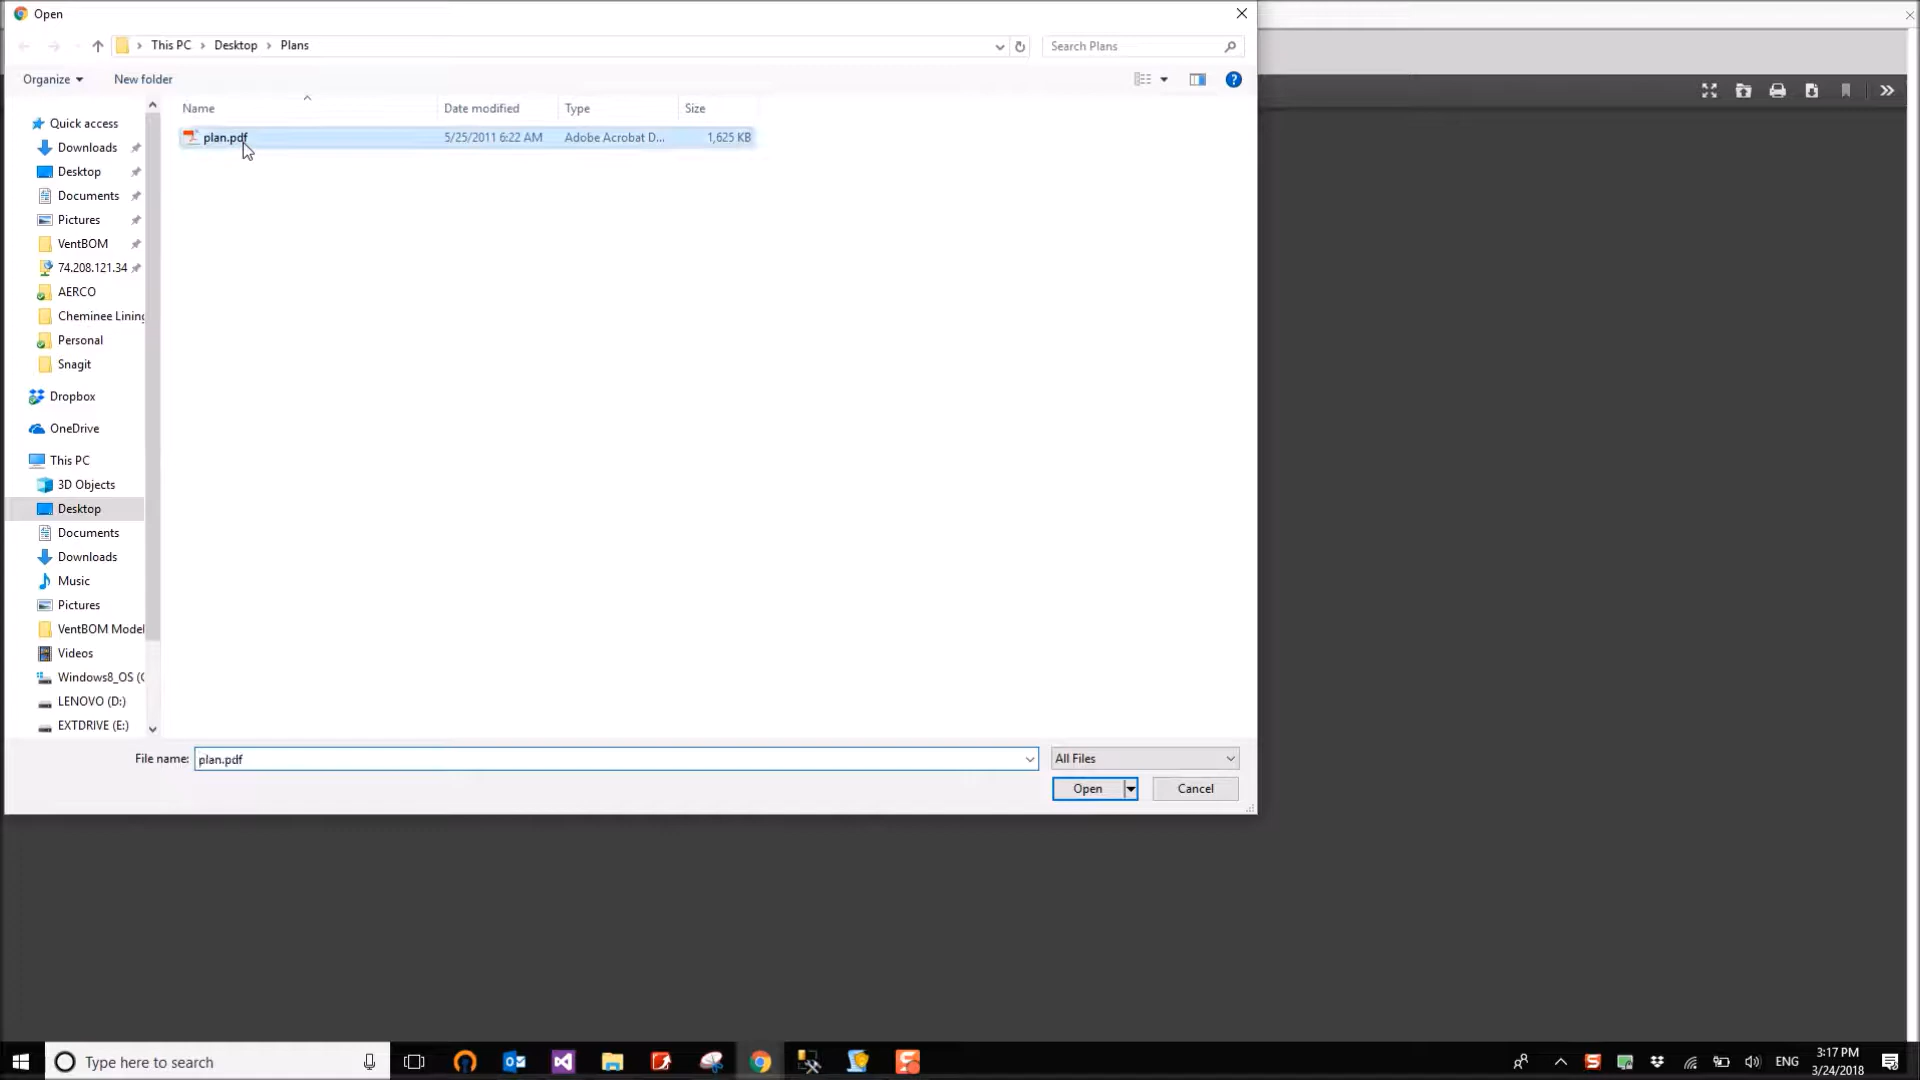 Open
This PC Desktop Plans
Search Plans
Organize New folder
Name Date modified Type Size
plan.pdf 5/25/2011 6:22 AM Adobe Acrobat D... 1,625 KB
Quick access
Downloads
Desktop
Documents
Pictures
VentBOM
74.208.121.34
AERCO
Cheminee Lining
Personal
Snagit
Dropbox
OneDrive
This PC
3D Objects
Desktop
Documents
Downloads
Music
Pictures
VentBOM Model
Videos
Windows8_OS (C
LENOVO (D:)
EXTDRIVE (E:)
File name: plan.pdf All Files
Open Cancel
Type here to search
ENG
3:17 PM
3/24/2018